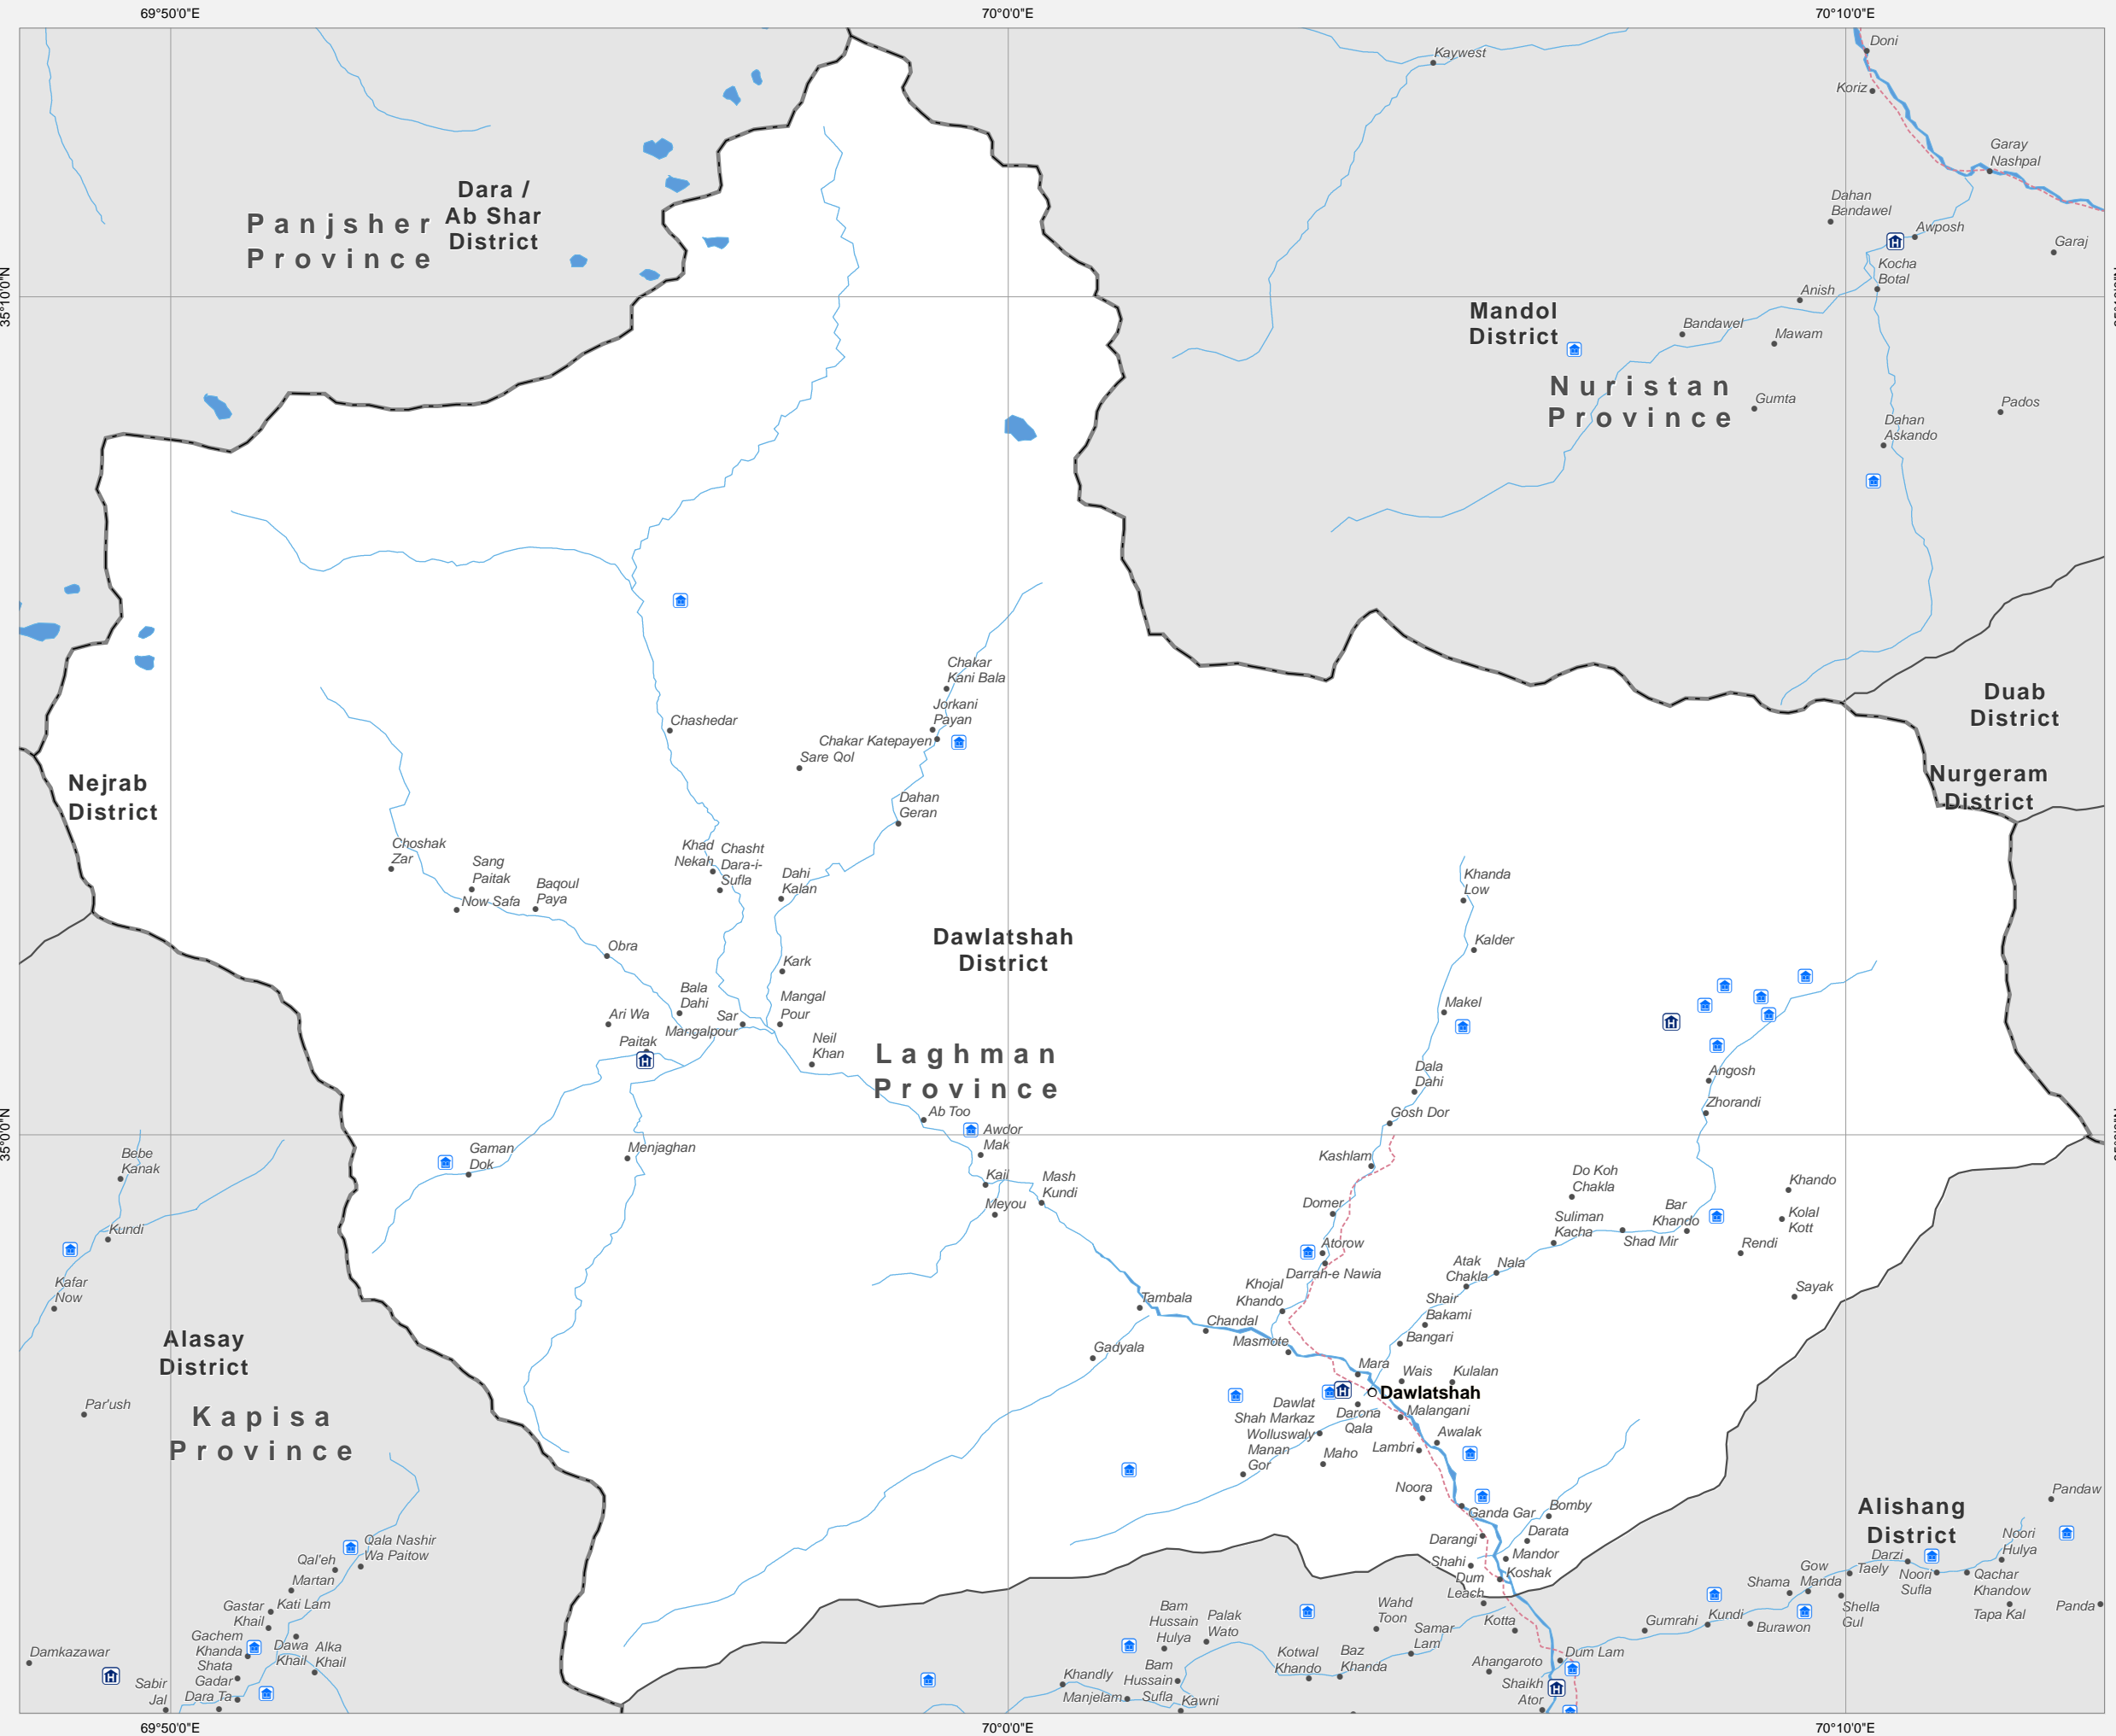 69°50'0"E
70°0'0"E
70°10'0"E
Doni
Kaywest
Koriz
Garay
Nashpal
Dara /
Ab Shar
District
Panjsher
Province
Dahan
Bandawel
Awposh
Garaj
35°10'0"N
Kocha
Botal
Anish
Mandol
District
Bandawel
Mawam
Nuristan
Province
Gumta
Pados
Dahan
Askando
Chakar
Kani Bala
Jorkani
Payan
Chashedar
Chakar Katepayen
Sare Qol
Duab
District
Nejrab
District
Nurgeram
District
Dahan
Geran
Choshak
Zar
Sang
Paitak
Now Safa
Baqoul
Paya
Khad
Nekah
Chasht
Dara-i-
Sufla
Dahi
Kalan
Khanda
Low
Obra
Dawlatshah
District
Kalder
Kark
Bala
Dahi
Mangal
Pour
Makel
Ari Wa
Sar
Mangalpour
Paitak
Neil
Khan
Laghman
Province
Dala
Dahi
Angosh
Zhorandi
Ab Too
Gosh Dor
35°0'0"N
Awdor
Mak
Bebe
Kanak
Gaman
Dok
Menjaghan
Kashlam
Kail
Mash
Kundi
Do Koh
Chakla
Khando
Meyou
Domer
Suliman
Kacha
Bar
Khando
Kolal
Kott
Kundi
Shad Mir
Rendi
Atorow
Darrah-e Nawia
Atak
Chakla
Nala
Kafar
Now
Khojal
Khando
Sayak
Tambala
Shair
Bakami
Chandal
Masmote
Bangari
Alasay
District
Gadyala
Mara
Wais
Kulalan
Dawlatshah
Par'ush
Dawlat
Shah Markaz
Wolluswaly
Darona
Qala
Malangani
Kapisa
Province
Awalak
Manan
Gor
Maho
Lambri
Noora
Ganda Gar
Bomby
Pandaw
Alishang
District
Qala Nashir
Wa Paitow
Darangi
Darata
Noori
Hulya
Qal'eh
Martan
Shahi
Mandor
Darzi
Dum
Leach
Koshak
Shama
Gow
Manda
Taely
Noori
Sufla
Qachar
Khandow
Gastar
Khail
Kati Lam
Bam
Hussain
Hulya
Palak
Wato
Wahd
Toon
Kotta
Gumrahi
Kundi
Burawon
Shella
Gul
Tapa Kal
Panda
Gachem
Khanda
Dawa
Khail
Alka
Khail
Samar
Lam
Damkazawar
Shata
Gadar
Kotwal
Khando
Baz
Khanda
Ahangaroto
Dum Lam
Sabir
Jal
Dara Ta
Khandly
Manjelam
Bam
Hussain
Sufla
Kawni
Shaikh
Ator
69°50'0"E
70°0'0"E
70°10'0"E